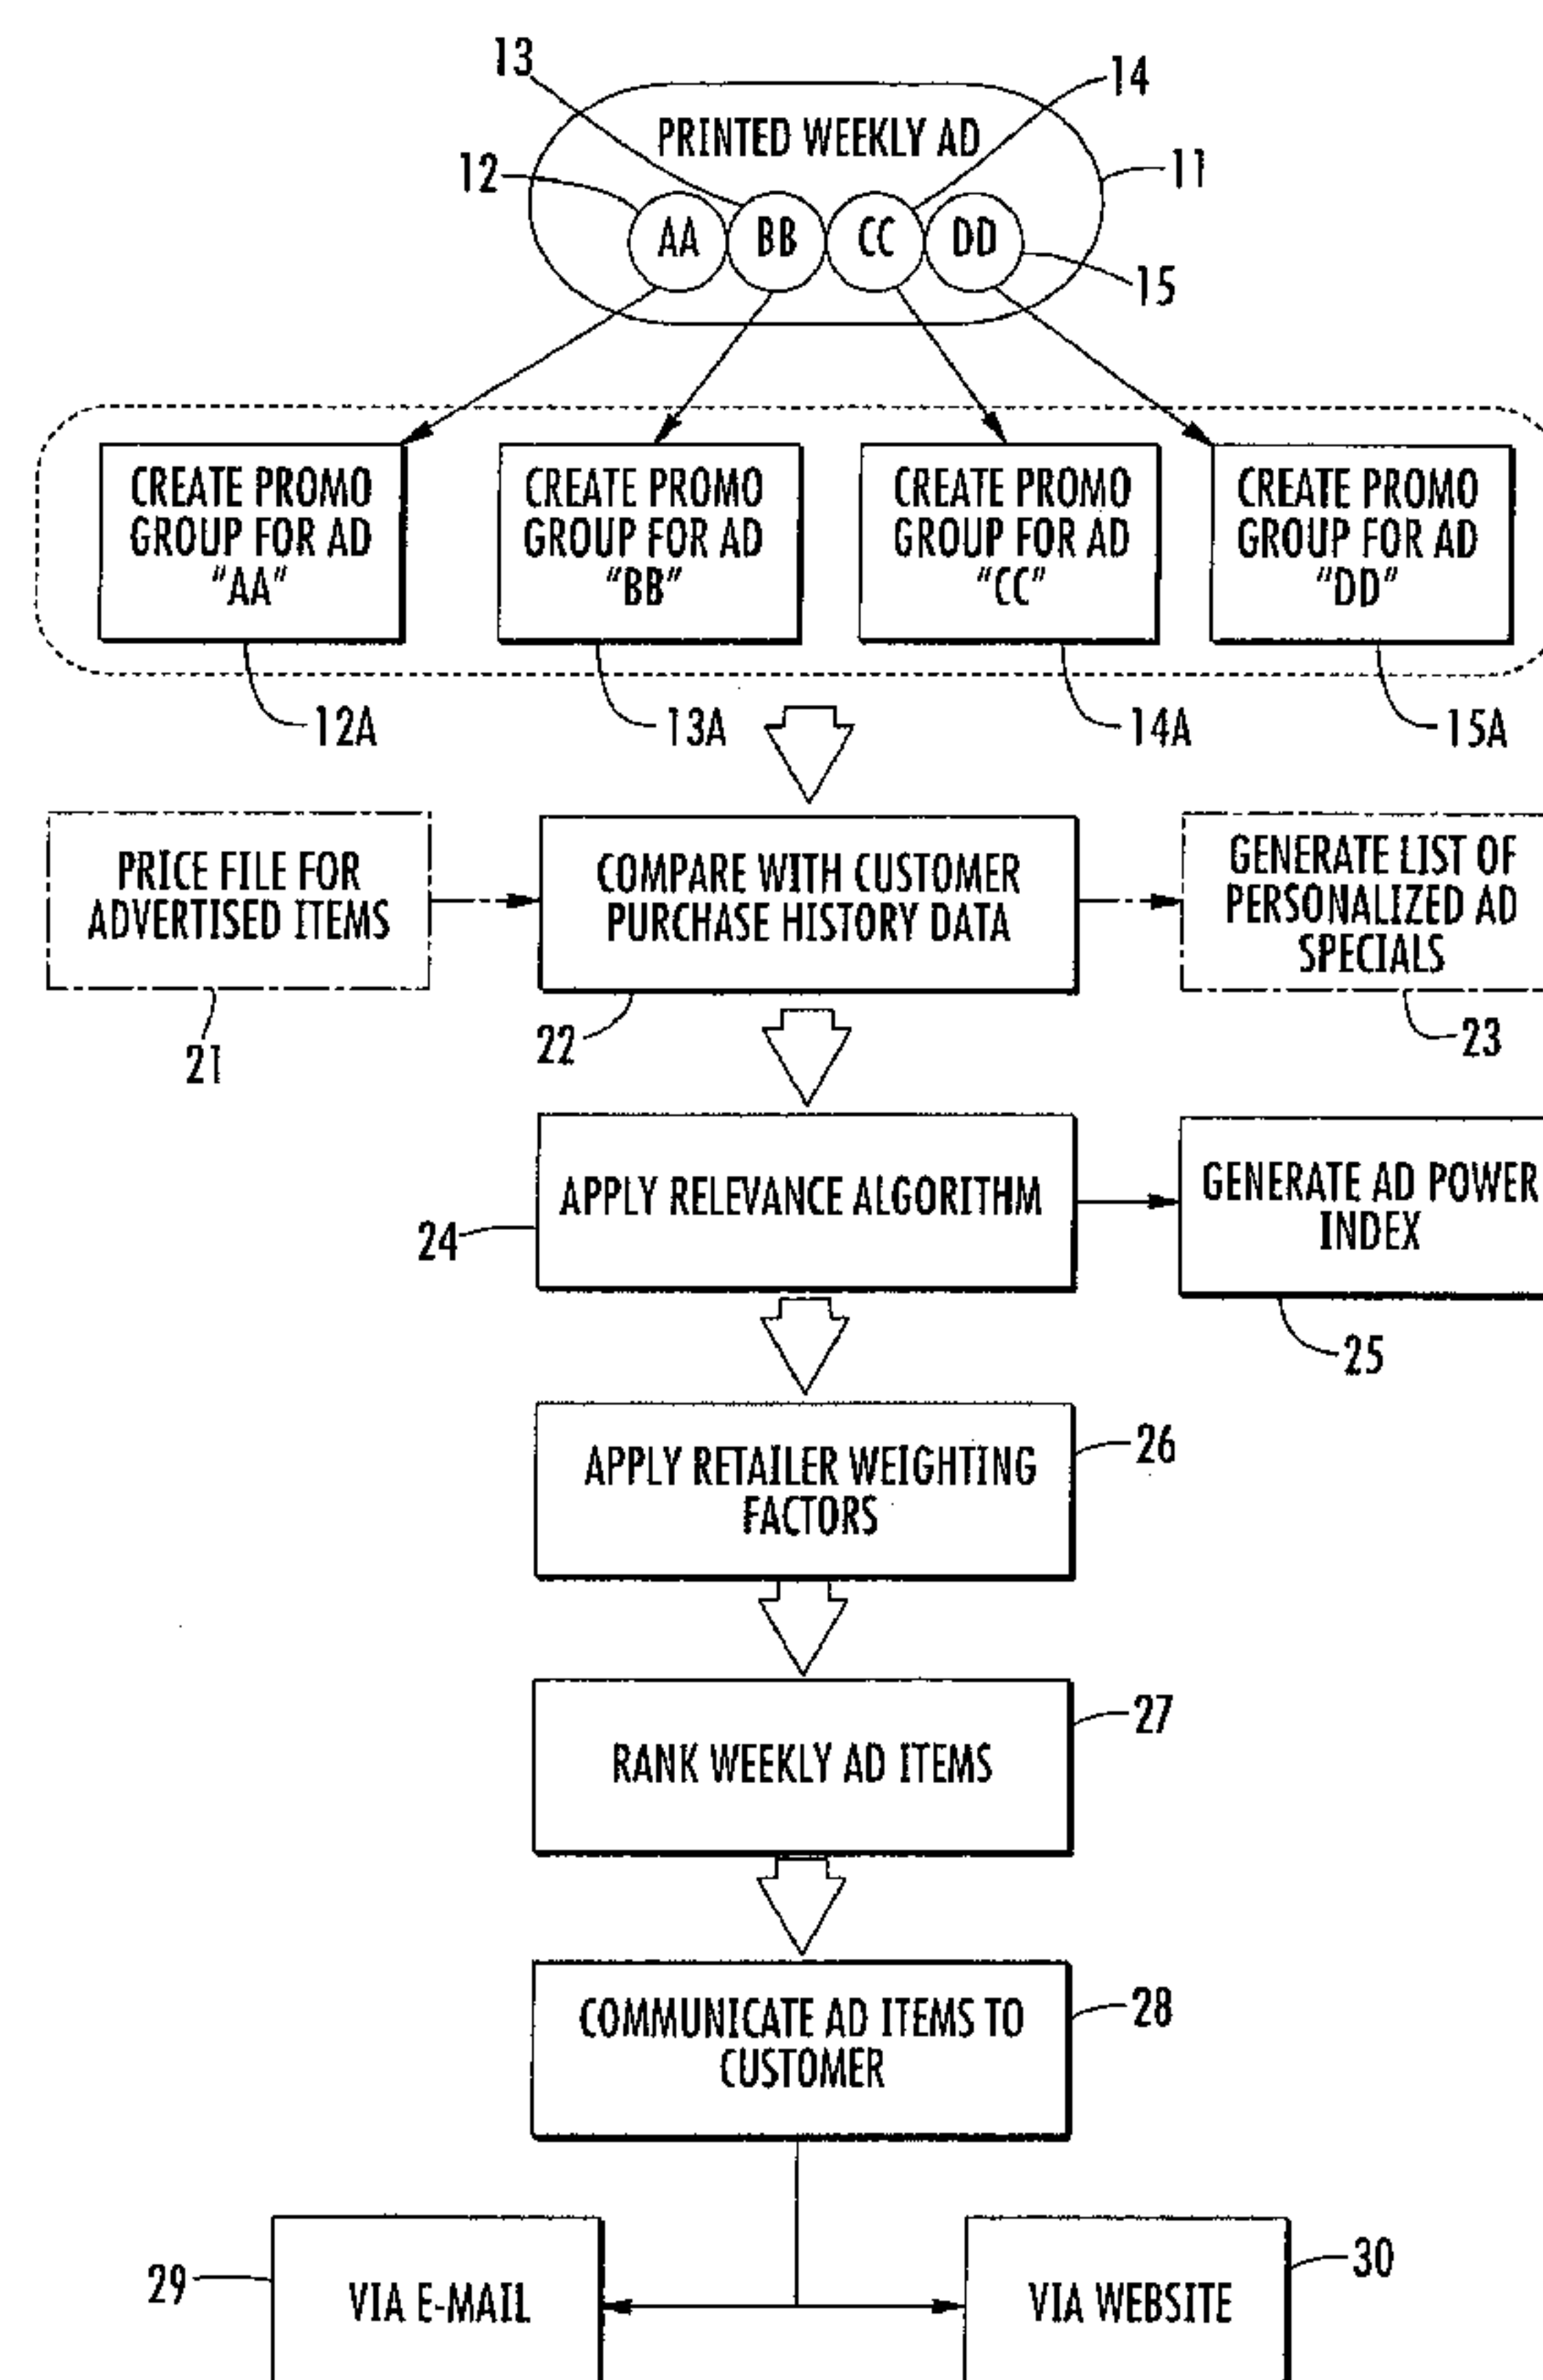 13
14
PRINTED WEEKLY AD
12
11
AA BB CC DD
15
CREATE PROMO
GROUP FOR AD
"AA"
CREATE PROMO
GROUP FOR AD
"BB"
CREATE PROMO
GROUP FOR AD
"CC"
CREATE PROMO
GROUP FOR AD
"DD"
12A
13A
14A
15A
PRICE FILE FOR
ADVERTISED ITEMS
COMPARE WITH CUSTOMER
PURCHASE HISTORY DATA
GENERATE LIST OF
PERSONALIZED AD
SPECIALS
21
22
23
APPLY RELEVANCE ALGORITHM
GENERATE AD POWER
INDEX
24
25
APPLY RETAILER WEIGHTING
FACTORS
26
RANK WEEKLY AD ITEMS
27
COMMUNICATE AD ITEMS TO
CUSTOMER
28
29
VIA E-MAIL
VIA WEBSITE
30